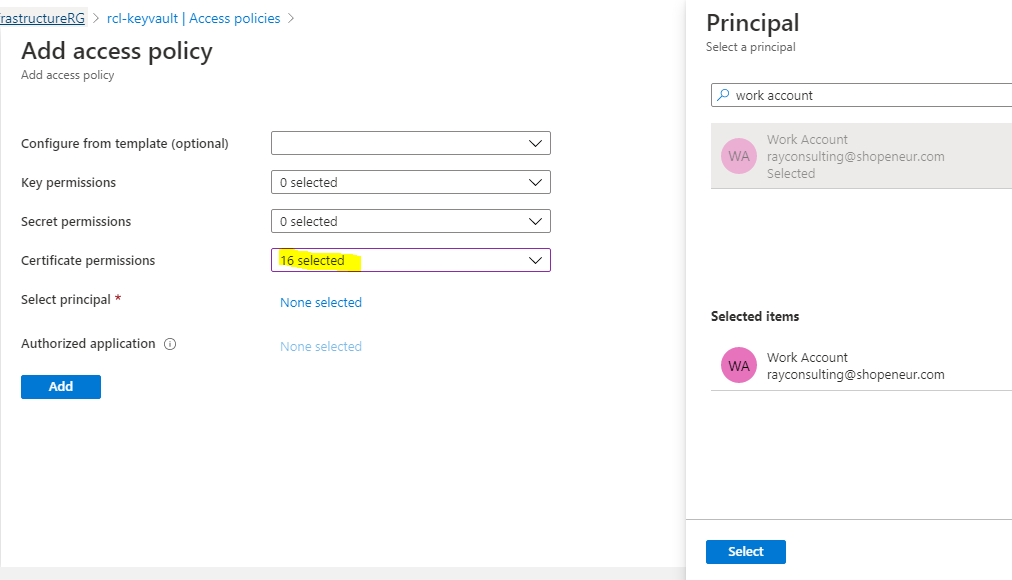 rastructureRG > rcl-keyvault | Access policies >
Add access policy
Add access policy
Configure from template (optional)
Key permissions
0 selected
Secret permissions
0 selected
Certificate permissions
16 selected
Select principal *
None selected
Authorized application
None selected
Add
Principal
Select a principal
work account
WA
Work Account
rayconsulting@shopeneur.com
Selected
Selected items
WA
Work Account
rayconsulting@shopeneur.com
Select